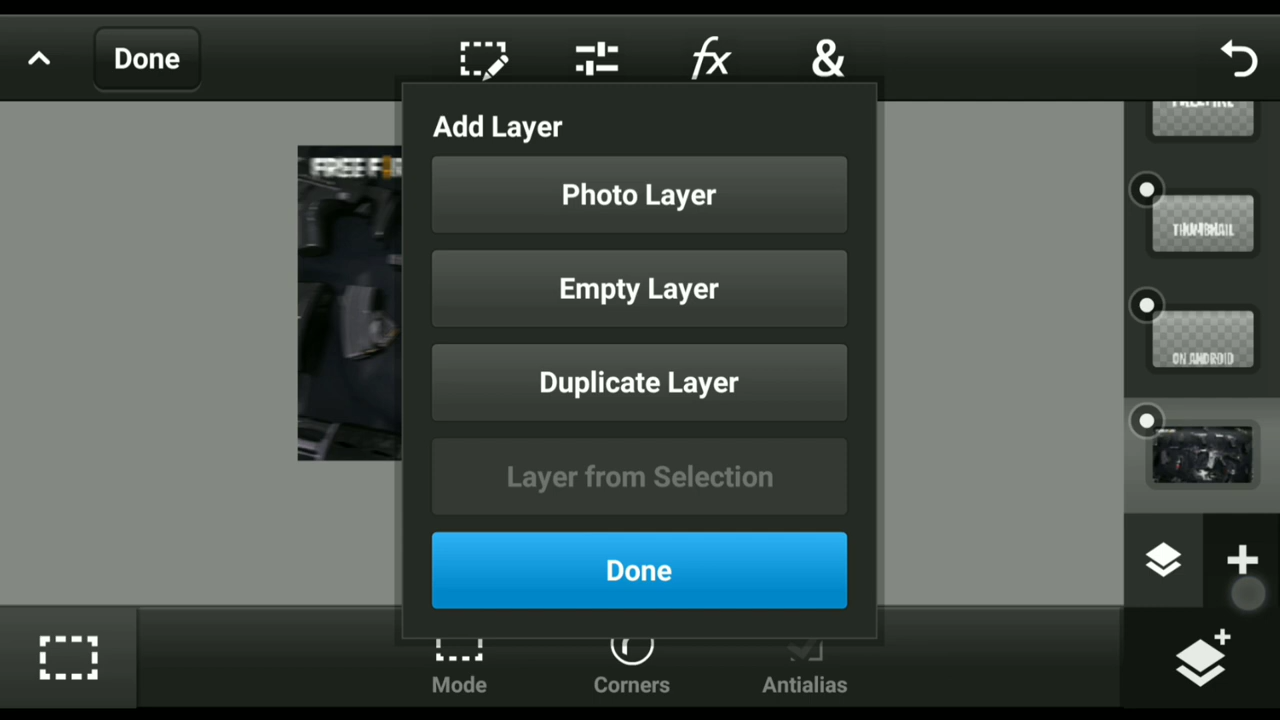 Done
fx
&
Add Layer
FREE F
Photo Layer
THUMBNAIL
Empty Layer
ON ANDROID
Duplicate Layer
Layer from Selection
Done
Mode
Corners
Antialias